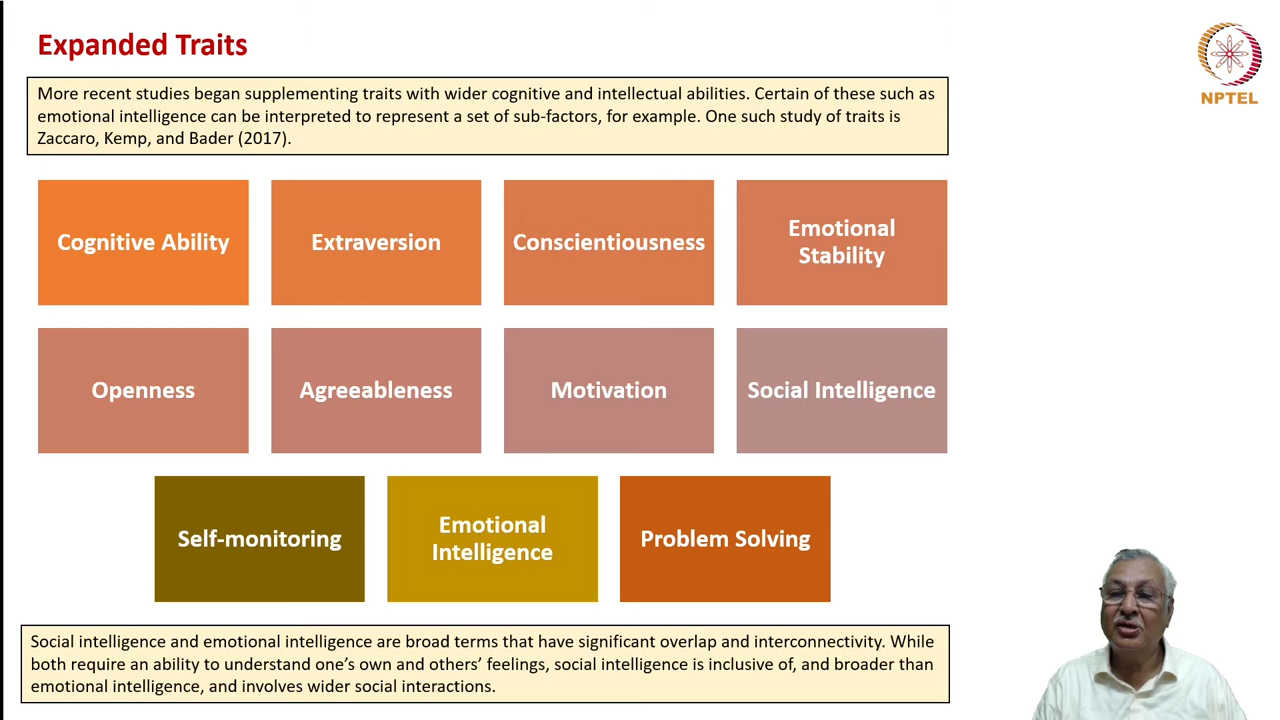 Expanded Traits
NPTEL
More recent studies began supplementing traits with wider cognitive and intellectual abilities. Certain of these such as
emotional intelligence can be interpreted to represent a set of sub-factors, for example. One such study of traits is
Zaccaro, Kemp, and Bader (2017).
Cognitive Ability
Extraversion
Conscientiousness
Emotional
Stability
Openness
Agreeableness
Motivation
Social Intelligence
Self-monitoring
Emotional
Intelligence
Problem Solving
Social intelligence and emotional intelligence are broad terms that have significant overlap and interconnectivity. While
both require an ability to understand one’s own and others’ feelings, social intelligence is inclusive of, and broader than
emotional intelligence, and involves wider social interactions.